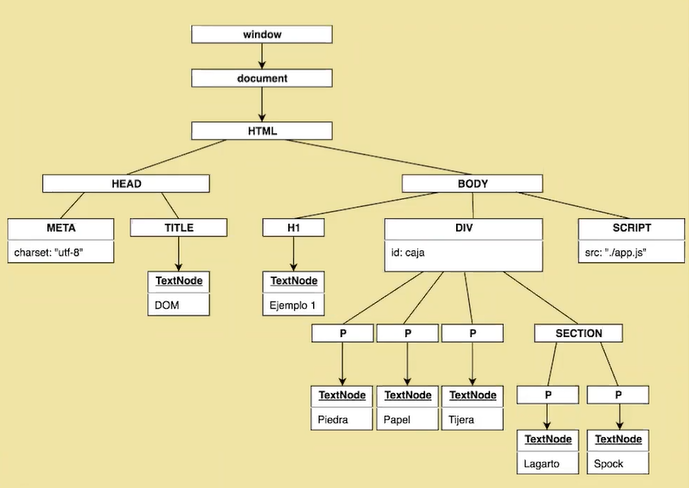 window
document
HTML
HEAD
BODY
META
charset: "utf-8"
TITLE
TextNode
DOM
H1
TextNode
Ejemplo 1
DIV
id: caja
SCRIPT
src: "./app.js"
P
P
P
SECTION
TextNode
Piedra
TextNode
Papel
TextNode
Tijera
P
P
TextNode
Lagarto
TextNode
Spock